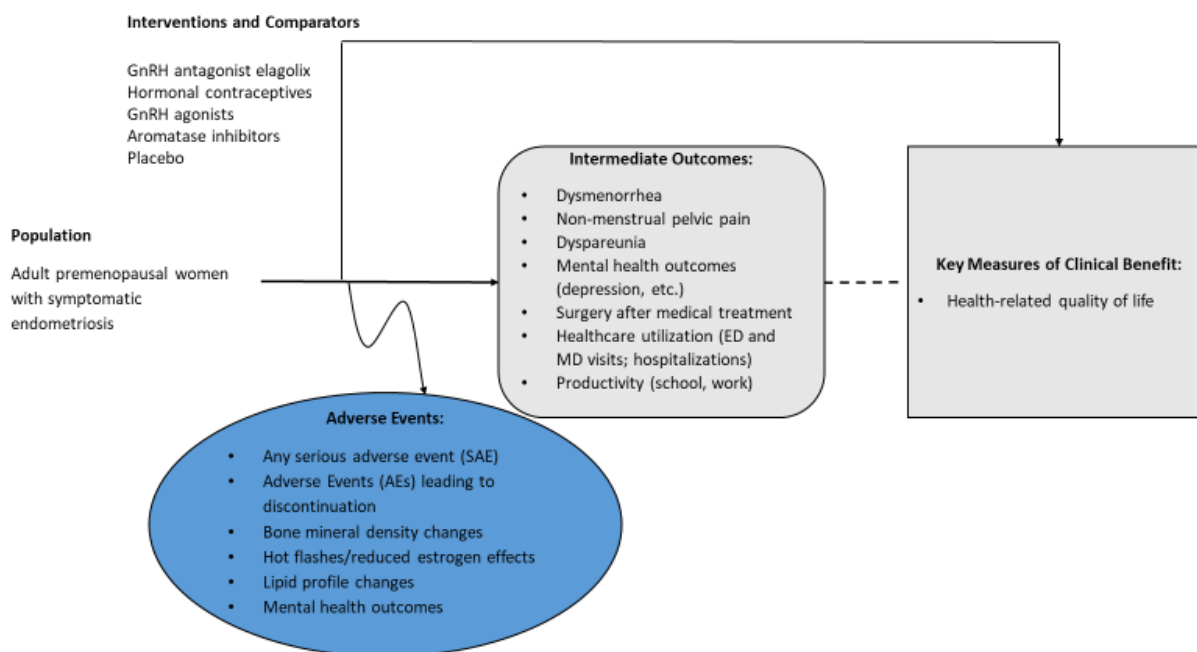 Interventions and Comparators
GnRH antagonist elagolix
Hormonal contraceptives
GnRH agonists
Aromatase inhibitors
Placebo
Population
Adult premenopausal women
with symptomatic
endometriosis
Intermediate Outcomes:
• Dysmenorrhea
• Non-menstrual pelvic pain
• Dyspareunia
• Mental health outcomes
(depression, etc.)
• Surgery after medical treatment
• Healthcare utilization (ED and
MD visits; hospitalizations)
• Productivity (school, work)
Key Measures of Clinical Benefit:
• Health-related quality of life
Adverse Events:
• Any serious adverse event (SAE)
• Adverse Events (AEs) leading to
discontinuation
• Bone mineral density changes
• Hot flashes/reduced estrogen effects
• Lipid profile changes
• Mental health outcomes